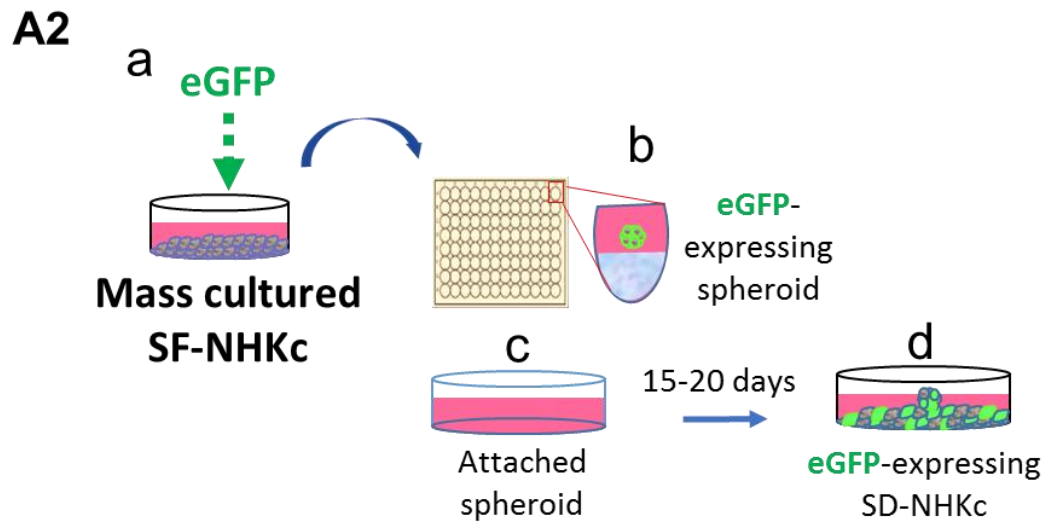 A2
a
eGFP
Mass cultured
SF-NHKc
b
eGFP-
expressing
spheroid
c
Attached
spheroid
15-20 days
d
eGFP-expressing
SD-NHKc